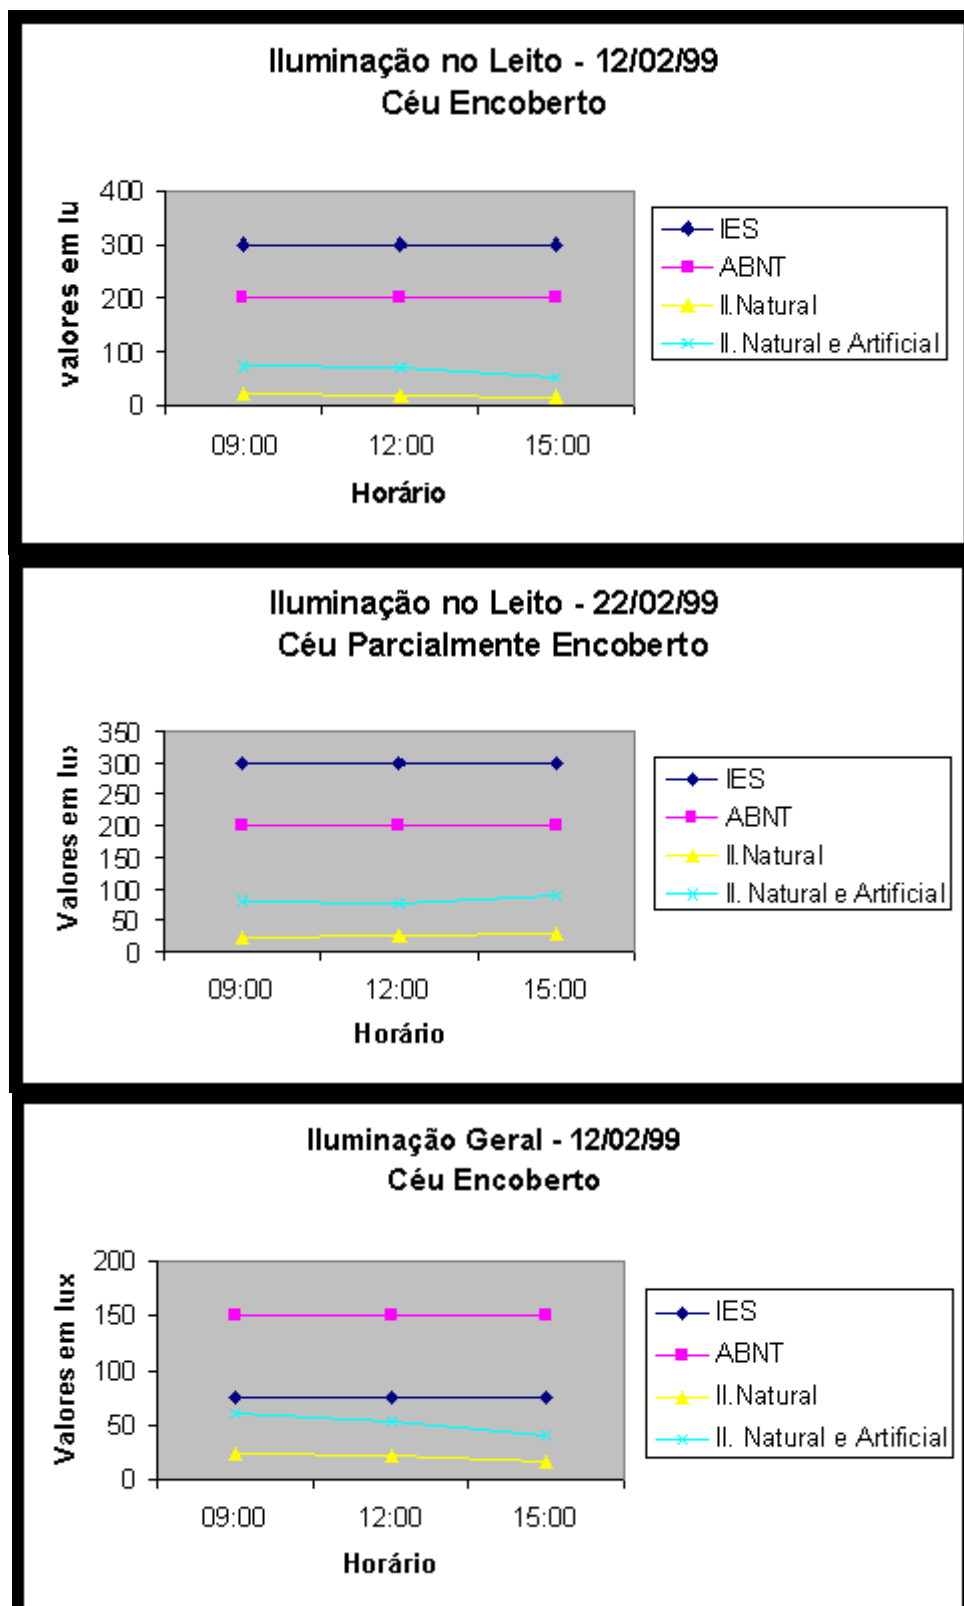 Iluminação no Leito - 12/02/99
Céu Encoberto
400
300
200
100
0
valores em lu
09:00 12:00 15:00
Horário
IES
ABNT
Il.Natural
Il. Natural e Artificial
Iluminação no Leito - 22/02/99
Céu Parcialmente Encoberto
350
300
250
200
150
100
50
0
Valores em lux
09:00 12:00 15:00
Horário
IES
ABNT
Il.Natural
Il. Natural e Artificial
Iluminação Geral - 12/02/99
Céu Encoberto
200
150
100
50
0
Valores em lux
09:00 12:00 15:00
Horário
IES
ABNT
Il.Natural
Il. Natural e Artificial